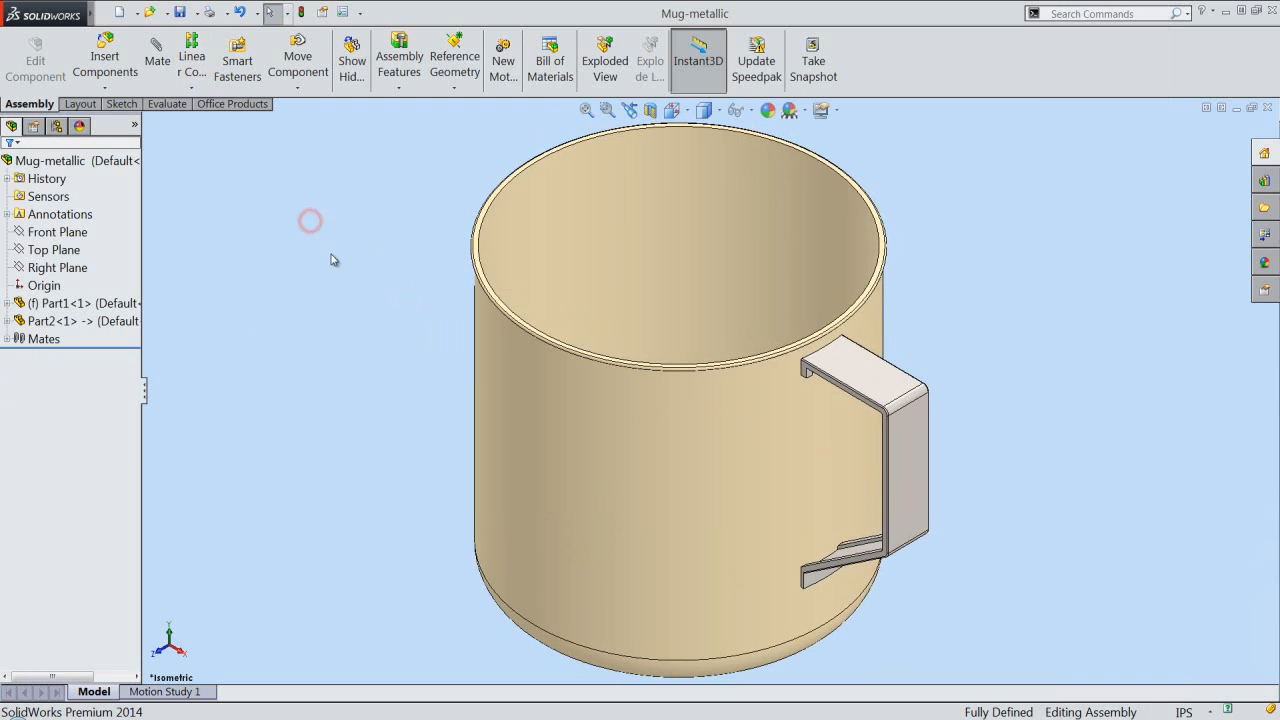 SOLIDWORKS
Mug-metallic
Search Commands
Edit
Component
Insert
Components
Mate
Linea
r Co...
Smart
Fasteners
Move
Component
Show
Hid...
Assembly
Features
Reference
Geometry
New
Mot...
Bill of
Materials
Exploded
View
Explo
de L...
Instant3D
Update
Speedpak
Take
Snapshot
Assembly
Layout
Sketch
Evaluate
Office Products
Mug-metallic (Default<
History
Sensors
Annotations
Front Plane
Top Plane
Right Plane
Origin
(f) Part1<1> (Default<
Part2<1> -> (Default
Mates
Y
Z
X
*Isometric
Model
Motion Study 1
SolidWorks Premium 2014
Fully Defined
Editing Assembly
IPS